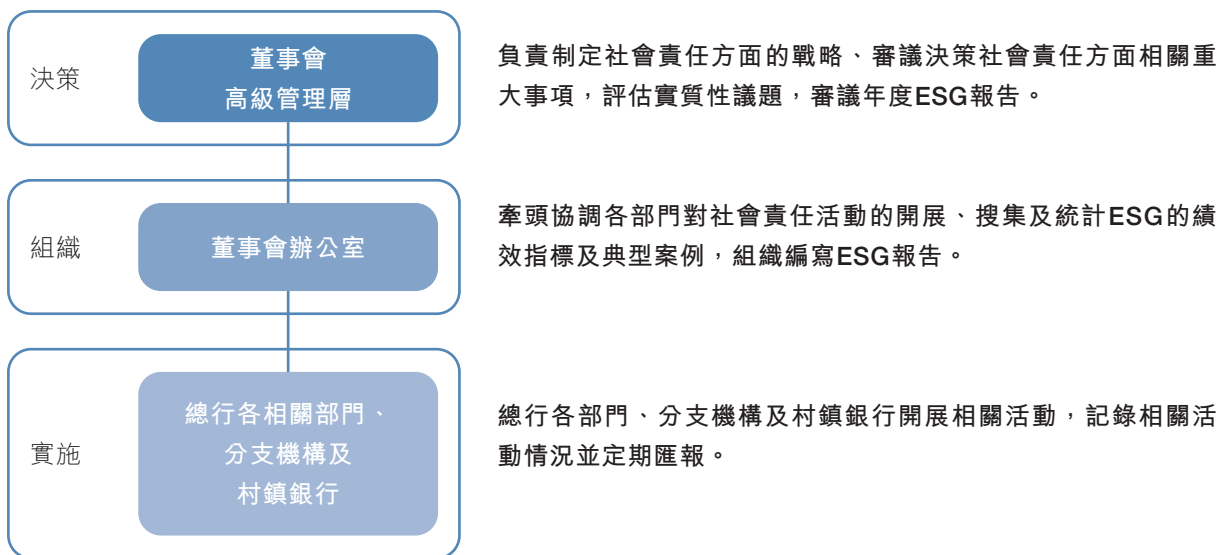 決策
董事會
高級管理層
負責制定社會責任方面的戰略、審議決策社會責任方面相關重
大事項，評估實質性議題，審議年度ESG報告。
組織
董事會辦公室
牽頭協調各部門對社會責任活動的開展、搜集及統計ESG的績
效指標及典型案例，組織編寫ESG報告。
實施
總行各相關部門、
分支機構及
村鎮銀行
總行各部門、分支機構及村鎮銀行開展相關活動，記錄相關活
動情況並定期匯報。